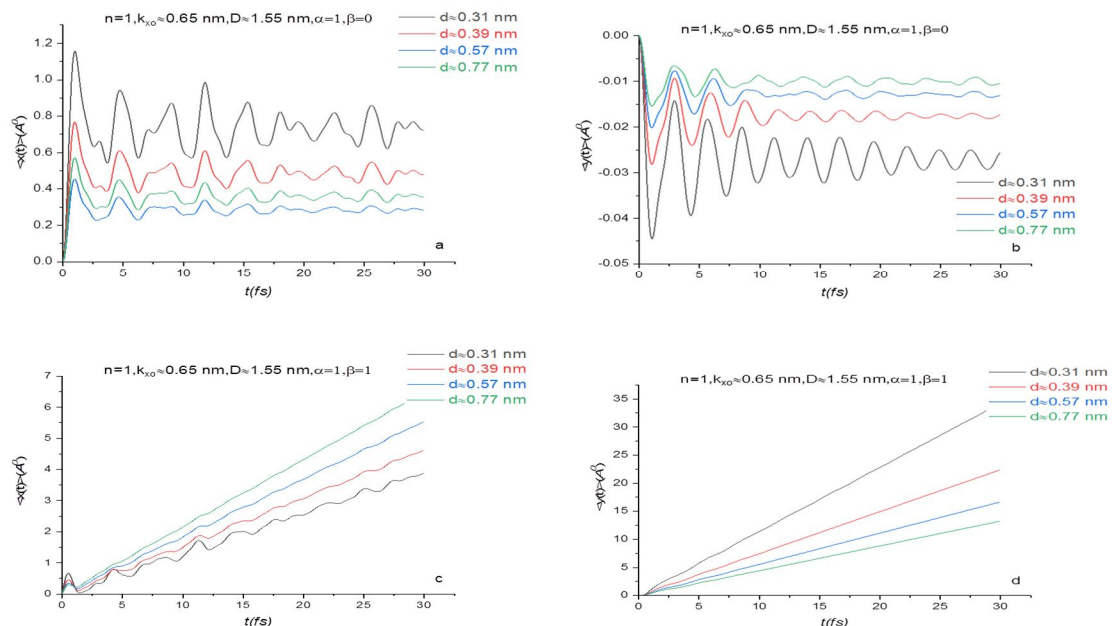 n=1,kxo≈0.65 nm,D≈1.55 nm,α=1,β=0
d≈0.31 nm
d≈0.39 nm
d≈0.57 nm
d≈0.77 nm
1.2
1.0
0.8
0.6
0.4
0.2
0.0
<x(t)>(A⁰)
0 5 10 15 20 25 30
t(fs)
a
n=1,kxo≈0.65 nm,D≈1.55 nm,α=1,β=0
0.00
-0.01
-0.02
-0.03
-0.04
-0.05
<y(t)>(A⁰)
d≈0.31 nm
d≈0.39 nm
d≈0.57 nm
d≈0.77 nm
b
0 5 10 15 20 25 30
t(fs)
d≈0.31 nm
d≈0.39 nm
d≈0.57 nm
d≈0.77 nm
n=1,kxo≈0.65 nm,D≈1.55 nm,α=1,β=1
7
6
5
4
3
2
1
0
<x(t)>(A⁰)
c
0 5 10 15 20 25 30
t(fs)
n=1,kxo≈0.65 nm,D≈1.55 nm,α=1,β=1
d≈0.31 nm
d≈0.39 nm
d≈0.57 nm
d≈0.77 nm
35
30
25
20
15
10
5
0
<y(t)>(A⁰)
d
0 5 10 15 20 25 30
t(fs)